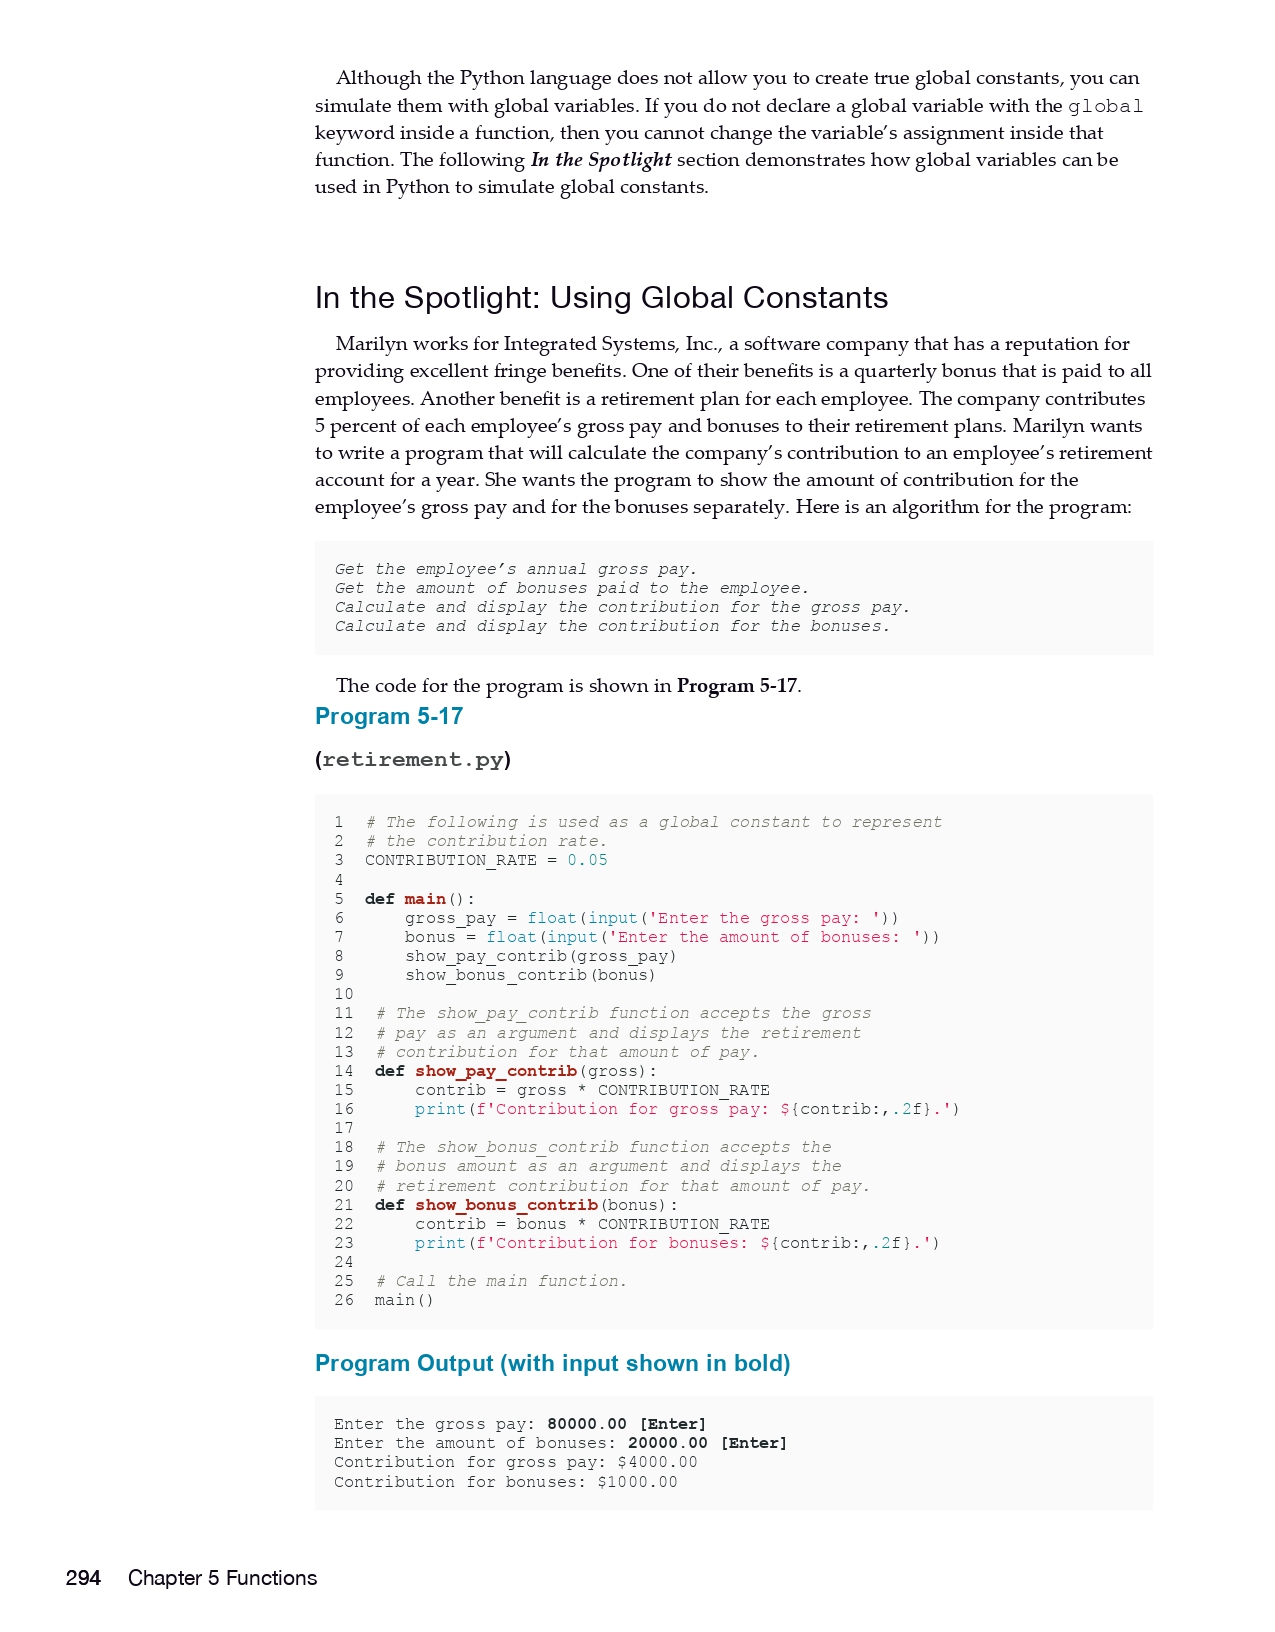 Although the Python language does not allow you to create true global constants, you can
simulate them with global variables. If you do not declare a global variable with the global
keyword inside a function, then you cannot change the variable’s assignment inside that
function. The following In the Spotlight section demonstrates how global variables can be
used in Python to simulate global constants.
In the Spotlight: Using Global Constants
Marilyn works for Integrated Systems, Inc., a software company that has a reputation for
providing excellent fringe benefits. One of their benefits is a quarterly bonus that is paid to all
employees. Another benefit is a retirement plan for each employee. The company contributes
5 percent of each employee’s gross pay and bonuses to their retirement plans. Marilyn wants
to write a program that will calculate the company’s contribution to an employee’s retirement
account for a year. She wants the program to show the amount of contribution for the
employee’s gross pay and for the bonuses separately. Here is an algorithm for the program:
Get the employee’s annual gross pay.
Get the amount of bonuses paid to the employee.
Calculate and display the contribution for the gross pay.
Calculate and display the contribution for the bonuses.
The code for the program is shown in Program 5-17.
Program 5-17
(retirement.py)
1  # The following is used as a global constant to represent
2  # the contribution rate.
3  CONTRIBUTION_RATE = 0.05
4
5  def main():
6      gross_pay = float(input('Enter the gross pay: '))
7      bonus = float(input('Enter the amount of bonuses: '))
8      show_pay_contrib(gross_pay)
9      show_bonus_contrib(bonus)
10
11  # The show_pay_contrib function accepts the gross
12  # pay as an argument and displays the retirement
13  # contribution for that amount of pay.
14  def show_pay_contrib(gross):
15      contrib = gross * CONTRIBUTION_RATE
16      print(f'Contribution for gross pay: ${contrib:,.2f}.')
17
18  # The show_bonus_contrib function accepts the
19  # bonus amount as an argument and displays the
20  # retirement contribution for that amount of pay.
21  def show_bonus_contrib(bonus):
22      contrib = bonus * CONTRIBUTION_RATE
23      print(f'Contribution for bonuses: ${contrib:,.2f}.')
24
25  # Call the main function.
26  main()
Program Output (with input shown in bold)
Enter the gross pay: 80000.00 [Enter]
Enter the amount of bonuses: 20000.00 [Enter]
Contribution for gross pay: $4000.00
Contribution for bonuses: $1000.00
294 Chapter 5 Functions